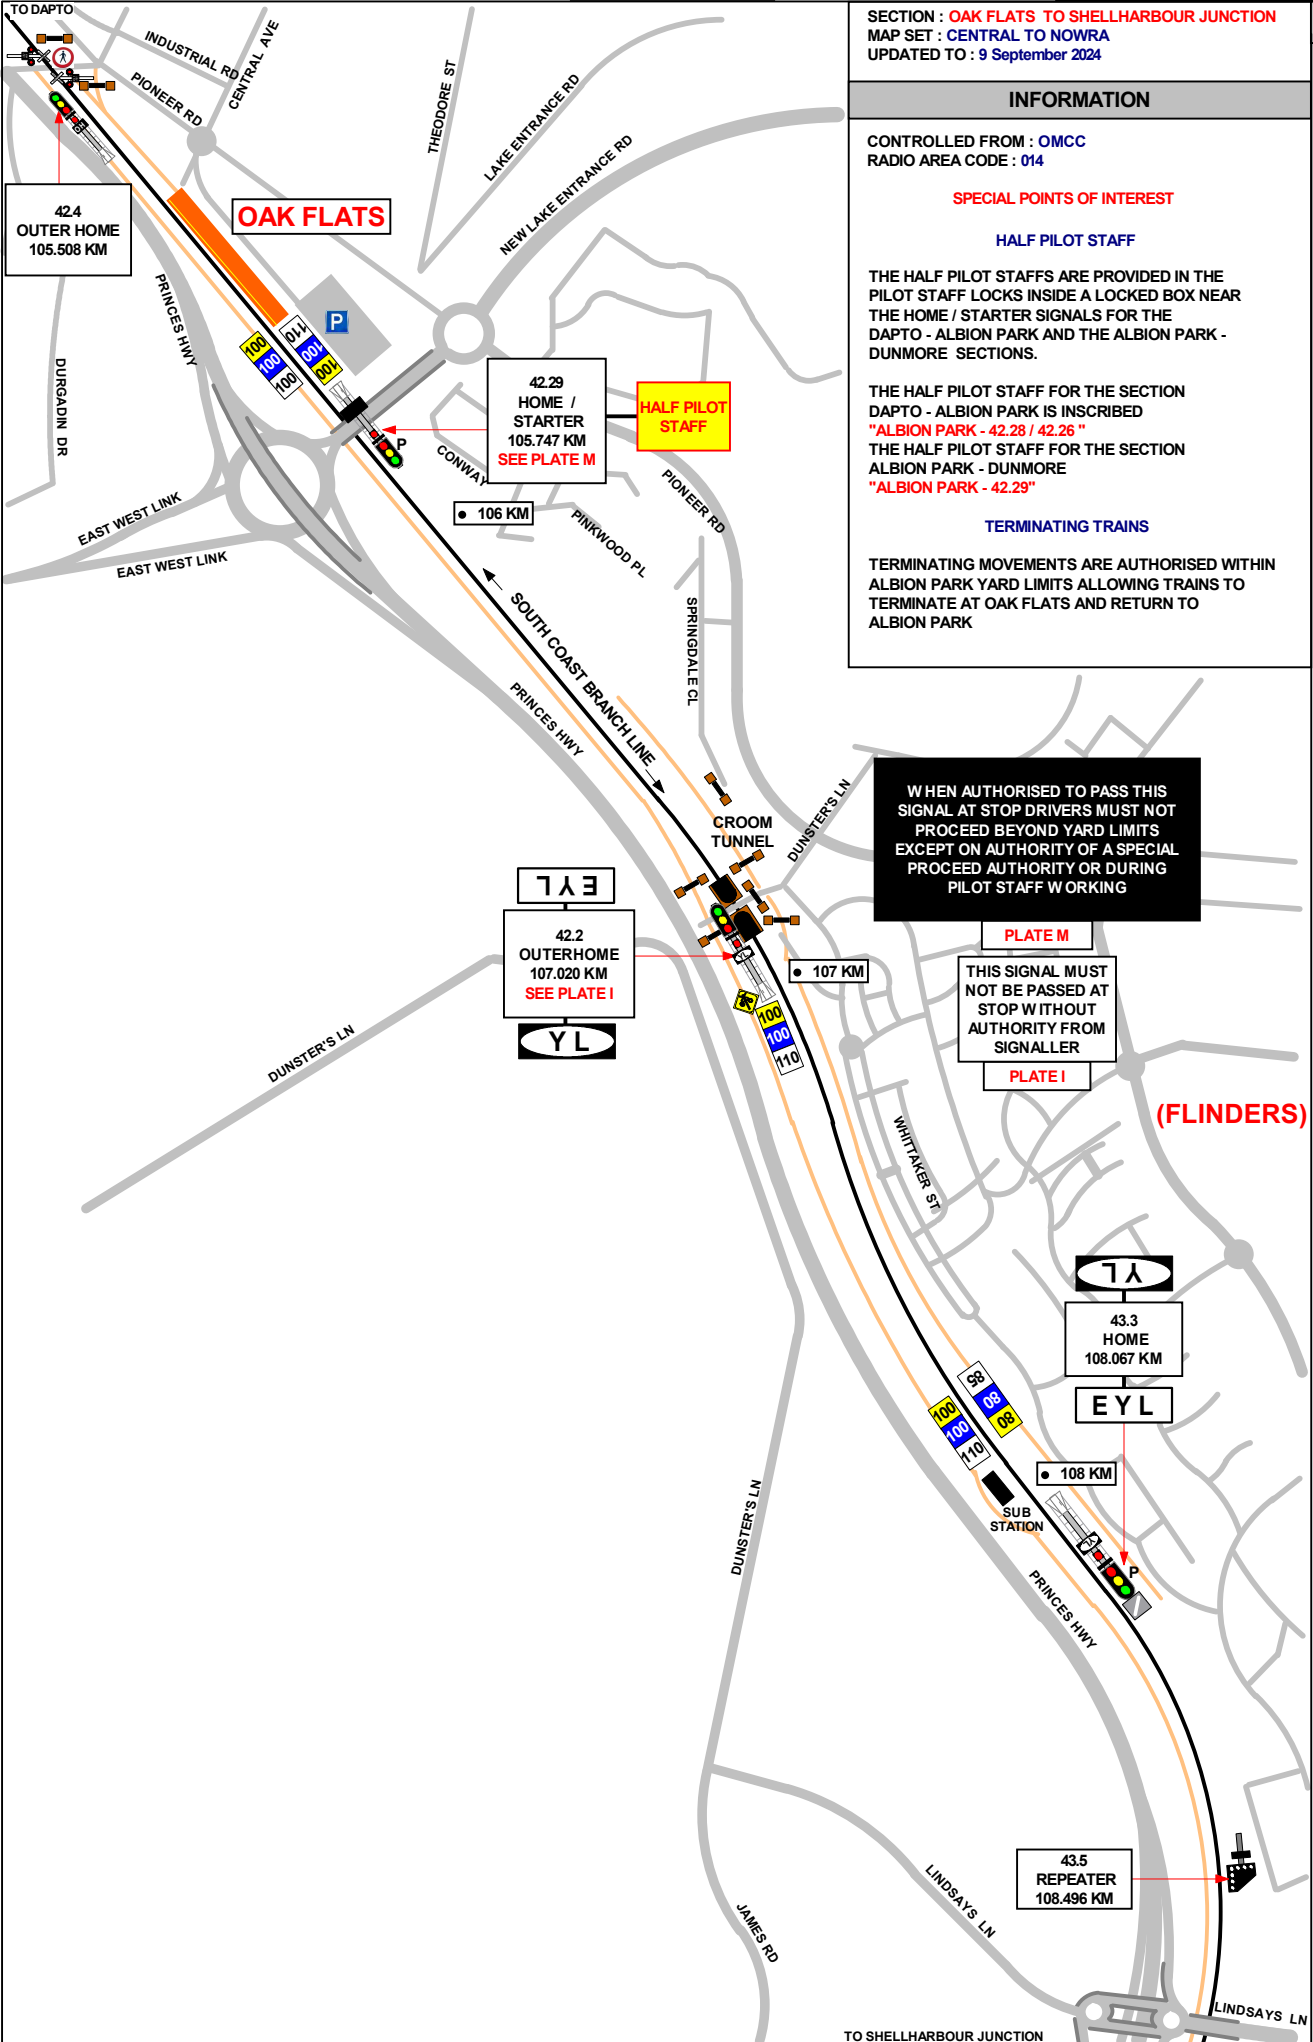 TO DAPTO
INDUSTRIAL RD
CENTRAL AVE
PIONEER RD
THEODORE ST
LAKE ENTRANCE RD
NEW LAKE ENTRANCE RD
42.4
OUTER HOME
105.508 KM
OAK FLATS
PRINCES HWY
DURGADIN DR
P
100
100
100
110
100
100
42.29
HOME /
STARTER
105.747 KM
SEE PLATE M
HALF PILOT
STAFF
P
CONWAY
106 KM
PINKWOOD PL
PIONEER RD
EAST WEST LINK
EAST WEST LINK
SPRINGDALE CL
SOUTH COAST BRANCH LINE
PRINCES HWY
SECTION : OAK FLATS TO SHELLHARBOUR JUNCTION
MAP SET : CENTRAL TO NOWRA
UPDATED TO : 9 September 2024
INFORMATION
CONTROLLED FROM : OMCC
RADIO AREA CODE : 014
SPECIAL POINTS OF INTEREST
HALF PILOT STAFF
THE HALF PILOT STAFFS ARE PROVIDED IN THE
PILOT STAFF LOCKS INSIDE A LOCKED BOX NEAR
THE HOME / STARTER SIGNALS FOR THE
DAPTO - ALBION PARK AND THE ALBION PARK -
DUNMORE SECTIONS.
THE HALF PILOT STAFF FOR THE SECTION
DAPTO - ALBION PARK IS INSCRIBED
"ALBION PARK - 42.28 / 42.26 "
THE HALF PILOT STAFF FOR THE SECTION
ALBION PARK - DUNMORE
"ALBION PARK - 42.29"
TERMINATING TRAINS
TERMINATING MOVEMENTS ARE AUTHORISED WITHIN
ALBION PARK YARD LIMITS ALLOWING TRAINS TO
TERMINATE AT OAK FLATS AND RETURN TO
ALBION PARK
CROOM
TUNNEL
DUNSTER'S LN
WHEN AUTHORISED TO PASS THIS
SIGNAL AT STOP DRIVERS MUST NOT
PROCEED BEYOND YARD LIMITS
EXCEPT ON AUTHORITY OF A SPECIAL
PROCEED AUTHORITY OR DURING
PILOT STAFF WORKING
PLATE M
THIS SIGNAL MUST
NOT BE PASSED AT
STOP WITHOUT
AUTHORITY FROM
SIGNALLER
PLATE I
EYL
42.2
OUTERHOME
107.020 KM
SEE PLATE I
YL
YL
107 KM
100
100
110
DUNSTER'S LN
(FLINDERS)
WHITTAKER ST
YL
43.3
HOME
108.067 KM
EYL
85
80
80
100
100
110
108 KM
SUB
STATION
YL
P
DUNSTER'S LN
PRINCES HWY
43.5
REPEATER
108.496 KM
LINDSAYS LN
JAMES RD
LINDSAYS LN
TO SHELLHARBOUR JUNCTION